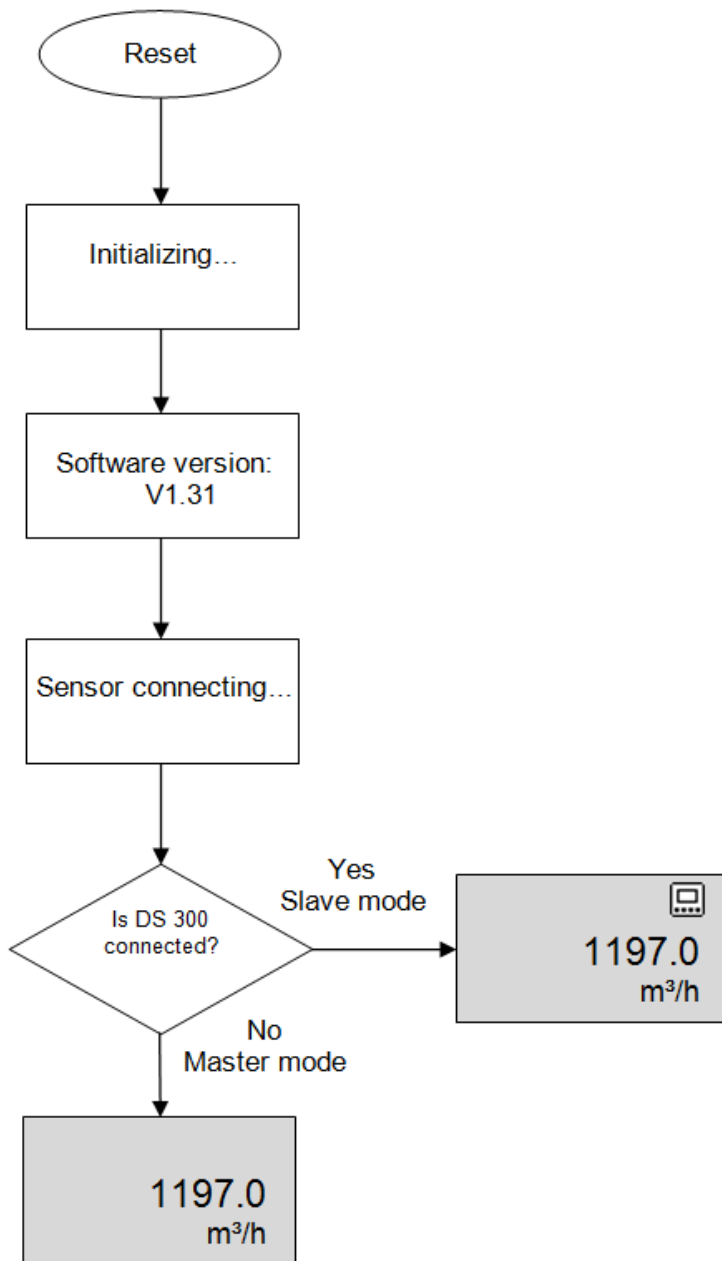 Reset
Initializing...
Software version:
V1.31
Sensor connecting...
Is DS 300
connected?
Yes
Slave mode
1197.0
m³/h
No
Master mode
1197.0
m³/h